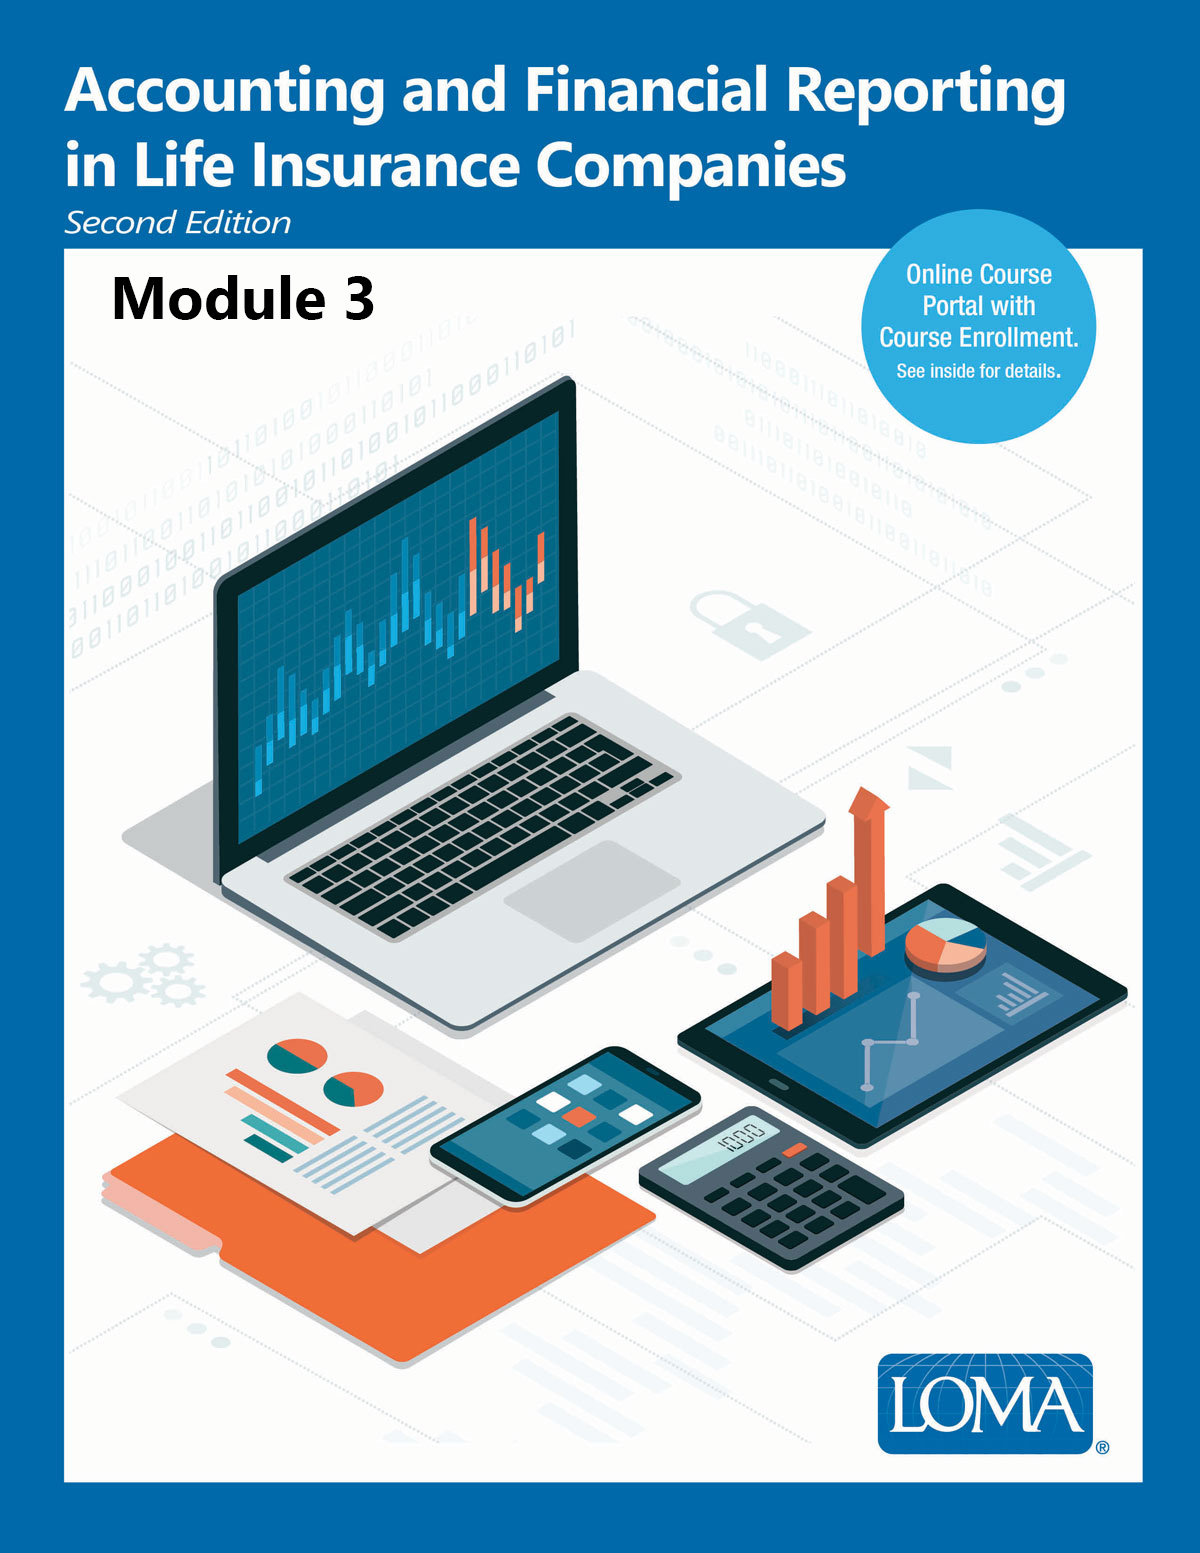 Accounting and Financial Reporting
in Life Insurance Companies
Second Edition
Module 3
Online Course
Portal with
Course Enrollment.
See inside for details.
1000
LOMA
®